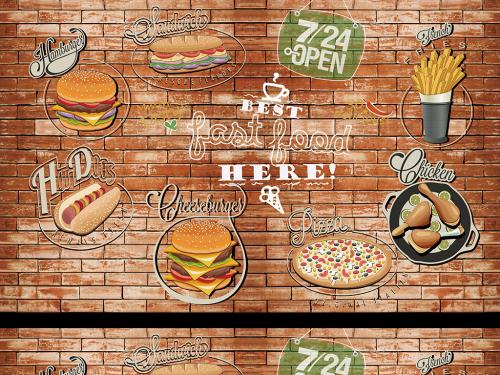 Hamburger
Sandwich
7/24
OPEN
French
FRIES
BEST
fast food
HERE!
Hot Dogs
Cheeseburger
Pizza
Chicken
Sandwich
7/24
French